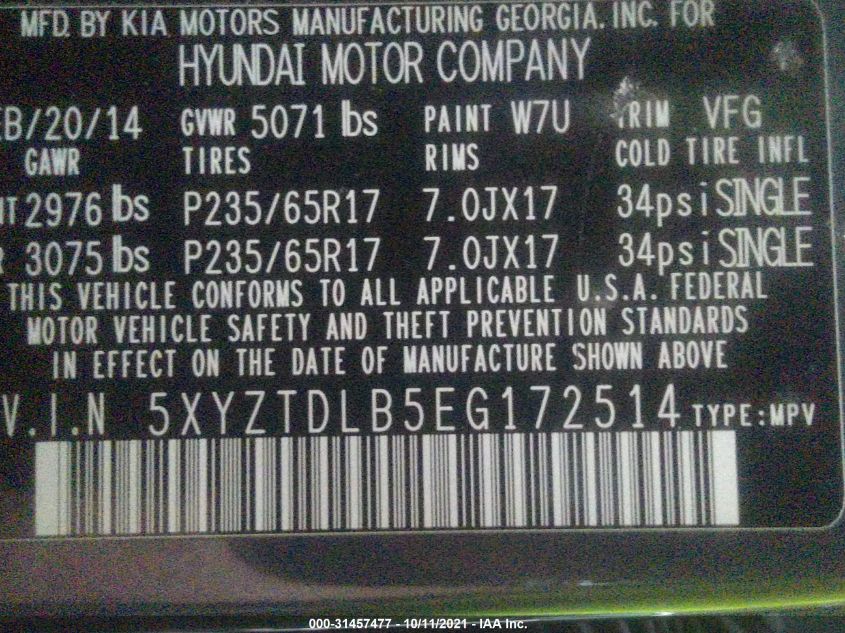 MFD. BY KIA MOTORS MANUFACTURING GEORGIA. INC. FOR
HYUNDAI MOTOR COMPANY
EB/20/14 GVWR 5071 lbs PAINT W7U TRIM VFG
GAWR TIRES RIMS COLD TIRE INFL
NT 2976 lbs P235/65R17 7.0JX17 34psi SINGLE
R 3075 lbs P235/65R17 7.0JX17 34psi SINGLE
THIS VEHICLE CONFORMS TO ALL APPLICABLE U.S.A. FEDERAL
MOTOR VEHICLE SAFETY AND THEFT PREVENTION STANDARDS
IN EFFECT ON THE DATE OF MANUFACTURE SHOWN ABOVE
V.I.N 5XYZTDLB5EG172514 TYPE:MPV
000-31457477 - 10/11/2021 - IAA Inc.